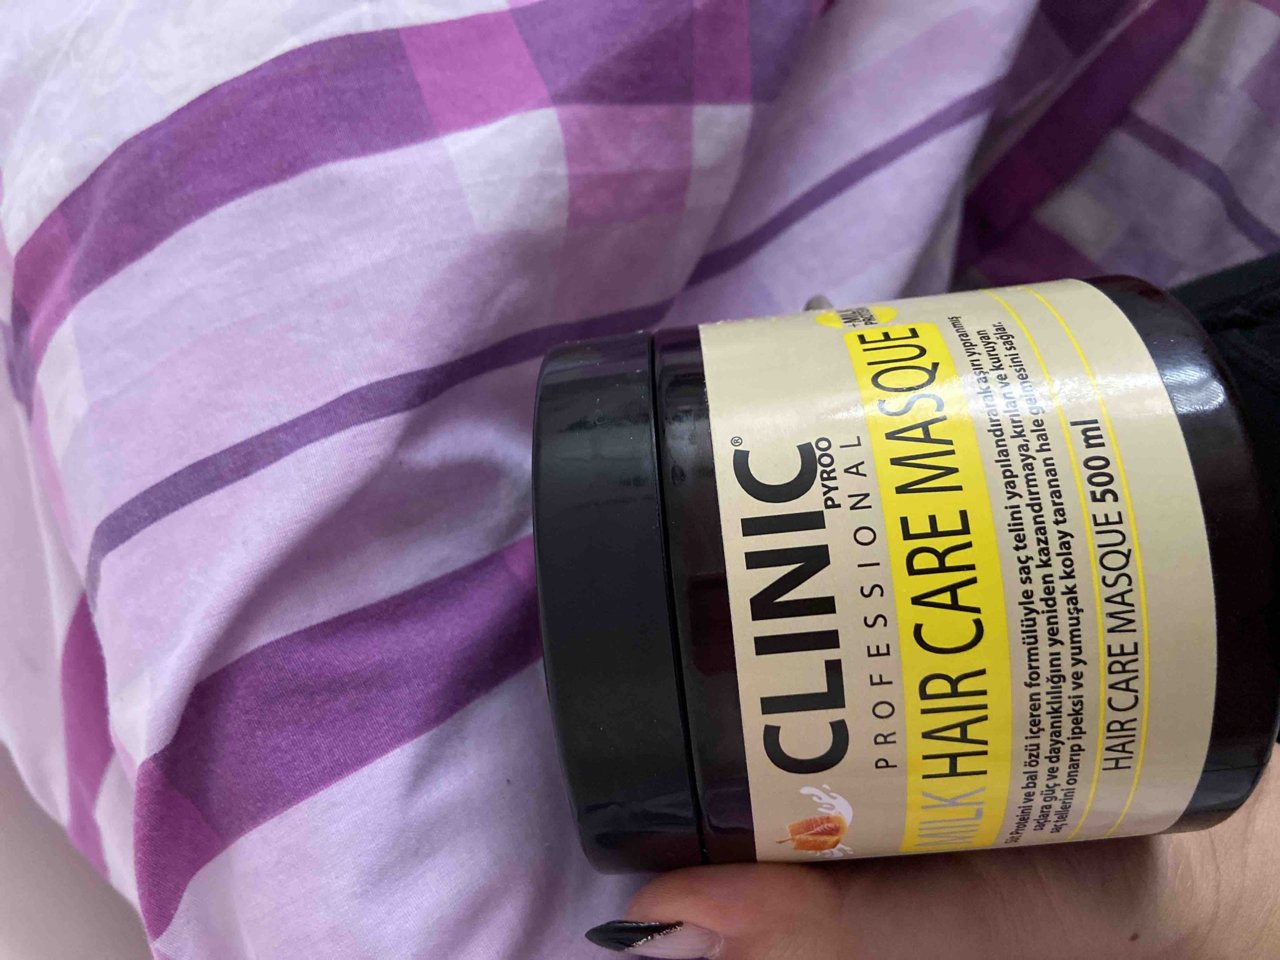 CLINIC®
PYROO
PROFESSIONAL
MILK HAIR CARE MASQUE
Süt Proteini ve bal özü içeren formülüyle saç telini yapılandırarak aşırı yıpranmış
saçlara güç ve dayanıklılığını yeniden kazandırmaya, kırılan ve kuruyan
saç tellerini onarıp ipeksi ve yumuşak kolay taranan hale gelmesini sağlar.
HAIR CARE MASQUE 500 ml